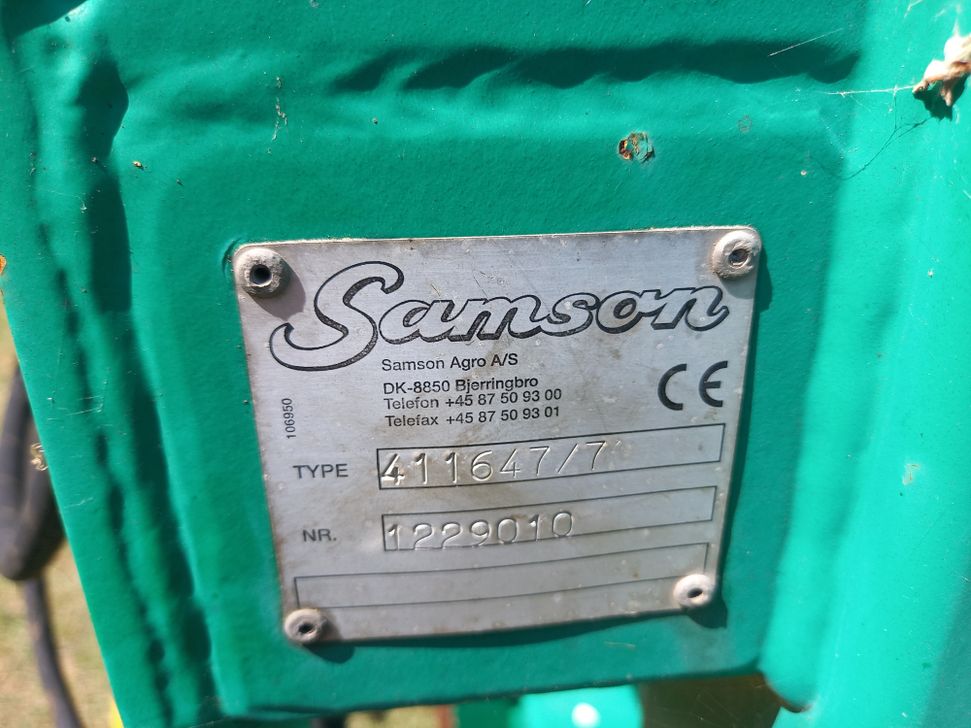 Samson
Samson Agro A/S
DK-8850 Bjerringbro
Telefon +45 87 50 93 00
Telefax +45 87 50 93 01
CE
106950
TYPE 411647/7
NR. 1229010